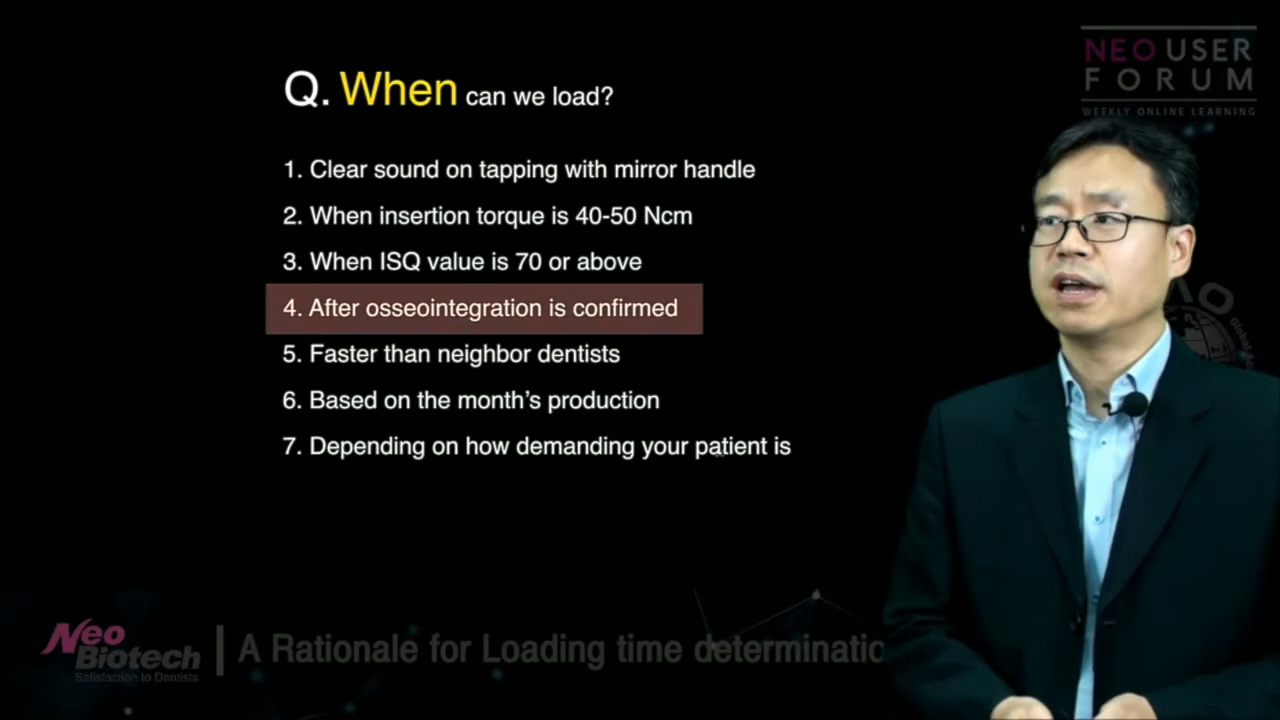 NEO USER
FORUM
WEEKLY ONLINE LEARNING
Q. When can we load?
1. Clear sound on tapping with mirror handle
2. When insertion torque is 40-50 Ncm
3. When ISQ value is 70 or above
4. After osseointegration is confirmed
5. Faster than neighbor dentists
6. Based on the month's production
7. Depending on how demanding your patient is
Neo
Biotech
Satisfaction to Dentists
A Rationale for Loading time